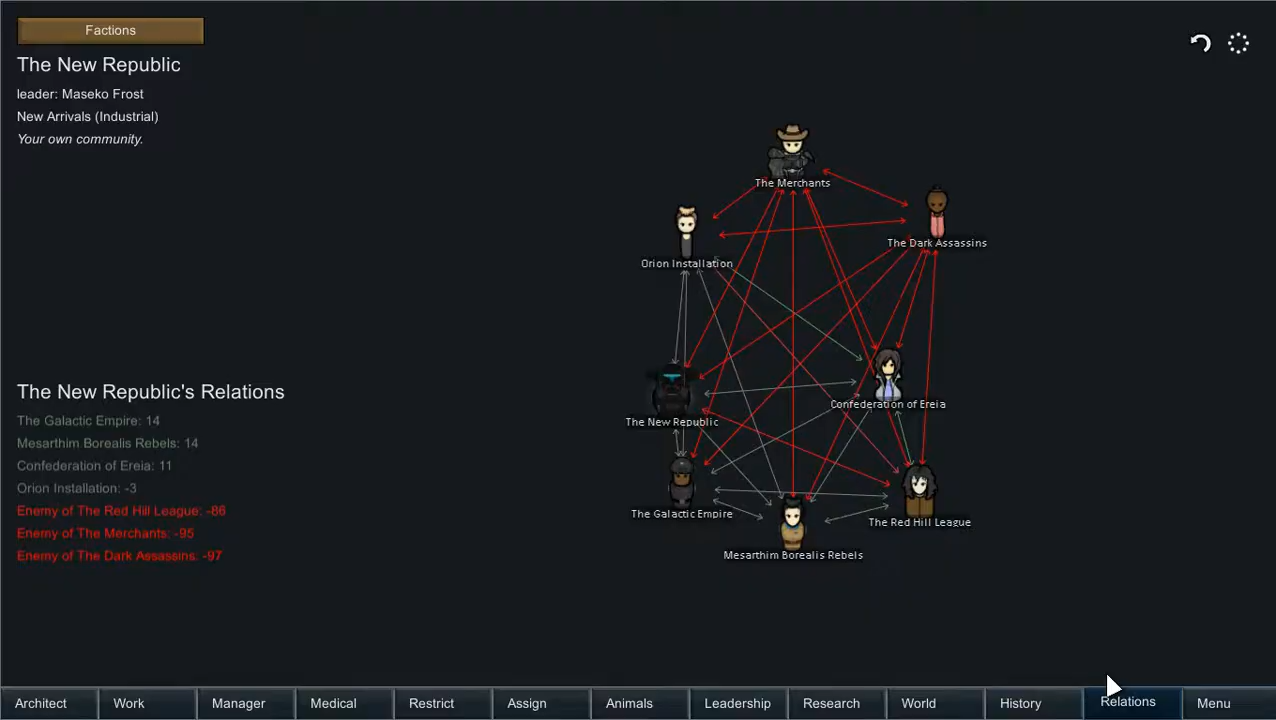 Factions
The New Republic
leader: Maseko Frost
New Arrivals (Industrial)
Your own community.
The Merchants
The Dark Assassins
Orion Installation
Confederation of Ereia
The New Republic
The Galactic Empire
The Red Hill League
Mesarthim Borealis Rebels
The New Republic's Relations
The Galactic Empire: 14
Mesarthim Borealis Rebels: 14
Confederation of Ereia: 11
Orion Installation: -3
Enemy of The Red Hill League: -86
Enemy of The Merchants: -95
Enemy of The Dark Assassins: -97
Architect
Work
Manager
Medical
Restrict
Assign
Animals
Leadership
Research
World
History
Relations
Menu